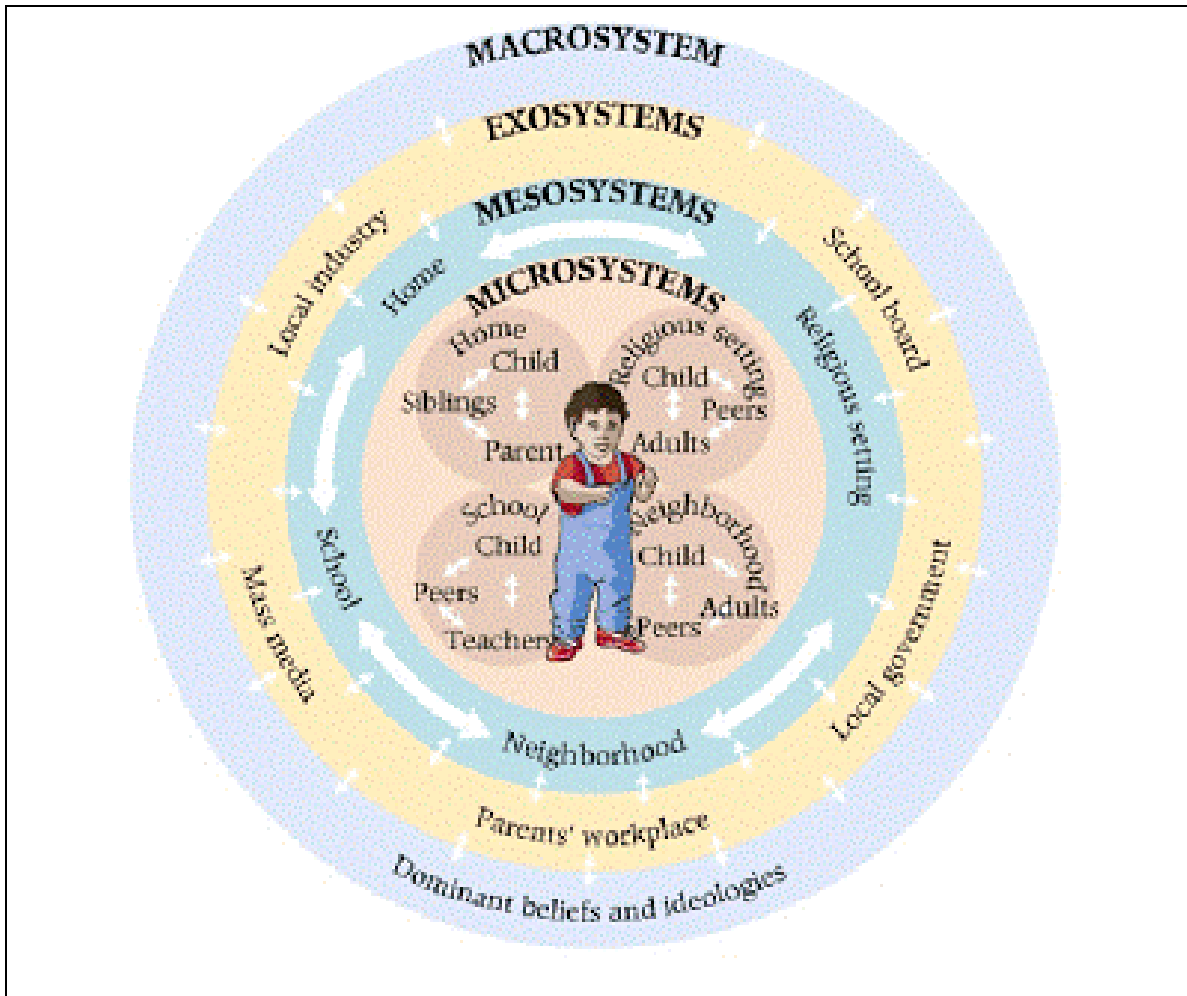 MACROSYSTEM
EXOSYSTEMS
MESOSYSTEMS
MICROSYSTEMS
Local industry
School board
Home
Religious setting
Home
Child
Siblings
Parent
Religious setting
Child
Peers
Adults
School
Child
Peers
Teachers
Neighborhood
Child
Adults
Peers
School
Neighborhood
Mass media
Local government
Parents' workplace
Dominant beliefs and ideologies